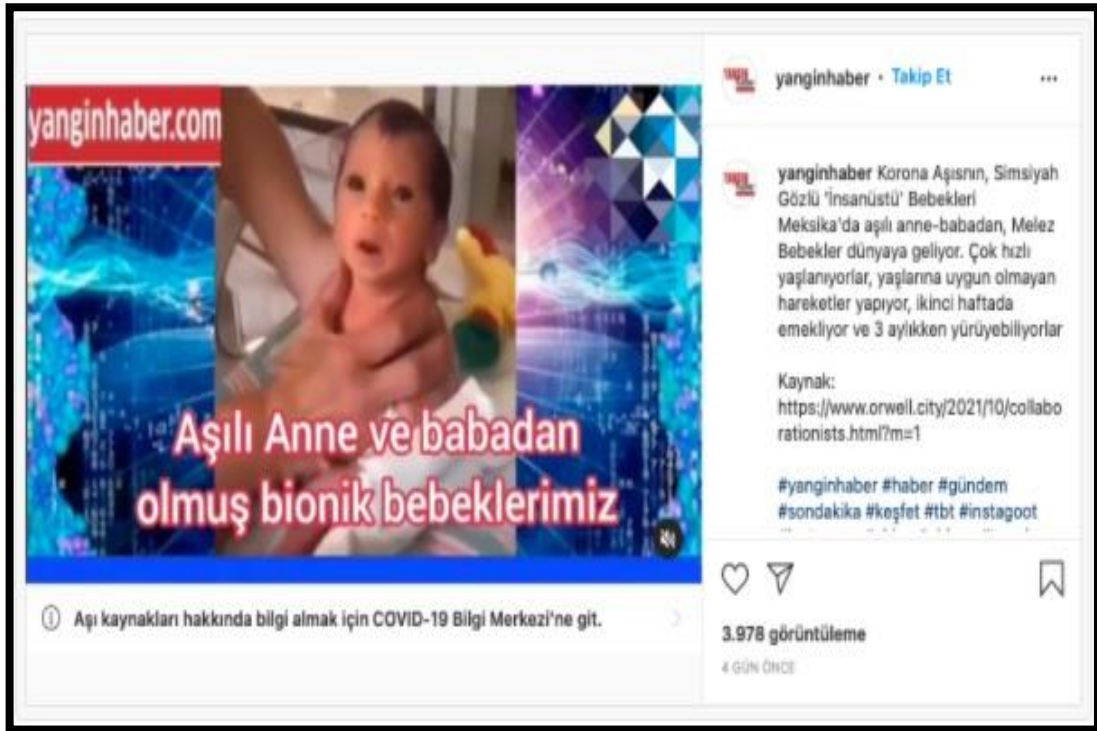 yanginhaber.com
Aşılı Anne ve babadan
olmuş bionik bebeklerimiz
Aşı kaynakları hakkında bilgi almak için COVID-19 Bilgi Merkezi'ne git.
yanginhaber • Takip Et
yanginhaber Korona Aşısnın, Simsiyah
Gözlü 'İnsanüstü' Bebekleri
Meksika'da aşılı anne-babadan, Melez
Bebekler dünyaya geliyor. Çok hızlı
yaşlanıyorlar, yaşlarına uygun olmayan
hareketler yapıyor, ikinci haftada
emekliyor ve 3 aylıkken yürüyebiliyorlar
Kaynak:
https://www.orwell.city/2021/10/collabo
rationists.html?m=1
#yanginhaber #haber #gündem
#sondakika #keşfet #tbt #instagoot
3.978 görüntüleme
4 GÜN ÖNCE